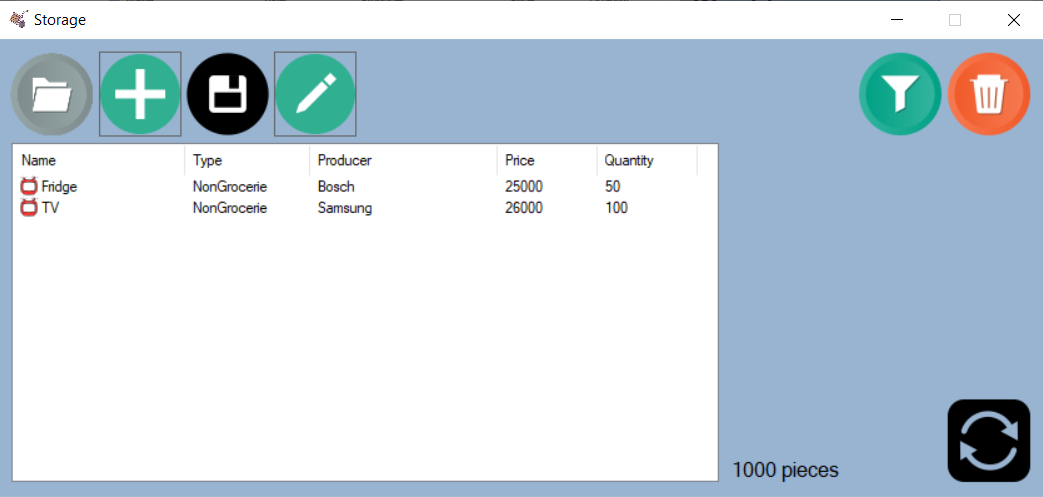 Storage
Name Type Producer Price Quantity
Fridge NonGrocerie Bosch 25000 50
TV NonGrocerie Samsung 26000 100
1000 pieces